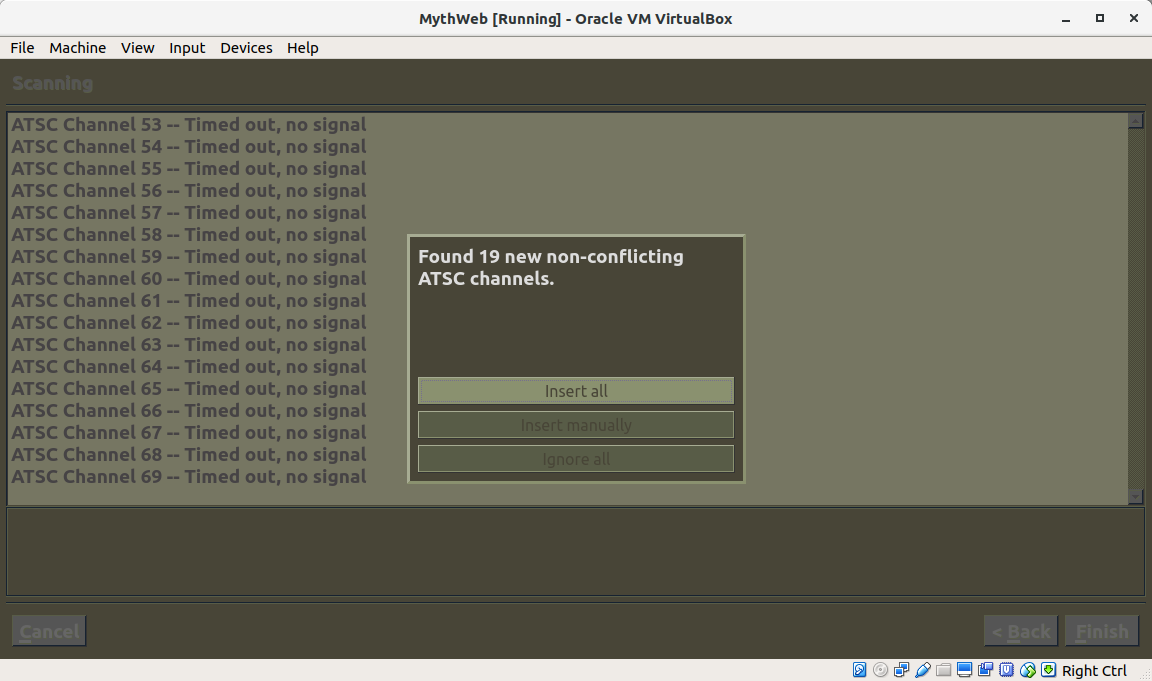 MythWeb [Running] - Oracle VM VirtualBox
File Machine View Input Devices Help
Scanning
ATSC Channel 53 -- Timed out, no signal
ATSC Channel 54 -- Timed out, no signal
ATSC Channel 55 -- Timed out, no signal
ATSC Channel 56 -- Timed out, no signal
ATSC Channel 57 -- Timed out, no signal
ATSC Channel 58 -- Timed out, no signal
ATSC Channel 59 -- Timed out, no signal
ATSC Channel 60 -- Timed out, no signal
ATSC Channel 61 -- Timed out, no signal
ATSC Channel 62 -- Timed out, no signal
ATSC Channel 63 -- Timed out, no signal
ATSC Channel 64 -- Timed out, no signal
ATSC Channel 65 -- Timed out, no signal
ATSC Channel 66 -- Timed out, no signal
ATSC Channel 67 -- Timed out, no signal
ATSC Channel 68 -- Timed out, no signal
ATSC Channel 69 -- Timed out, no signal
Found 19 new non-conflicting
ATSC channels.
Insert all
Insert manually
Ignore all
Cancel
< Back
Finish
Right Ctrl